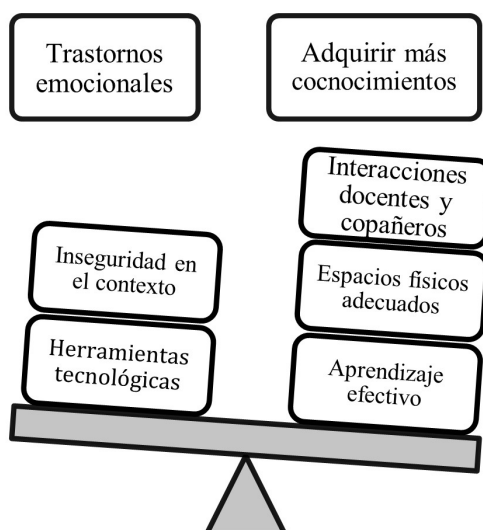 Trastornos
emocionales
Adquirir más
cocnocimientos
Interacciones
docentes y
copañeros
Inseguridad en
el contexto
Espacios físicos
adecuados
Herramientas
tecnológicas
Aprendizaje
efectivo